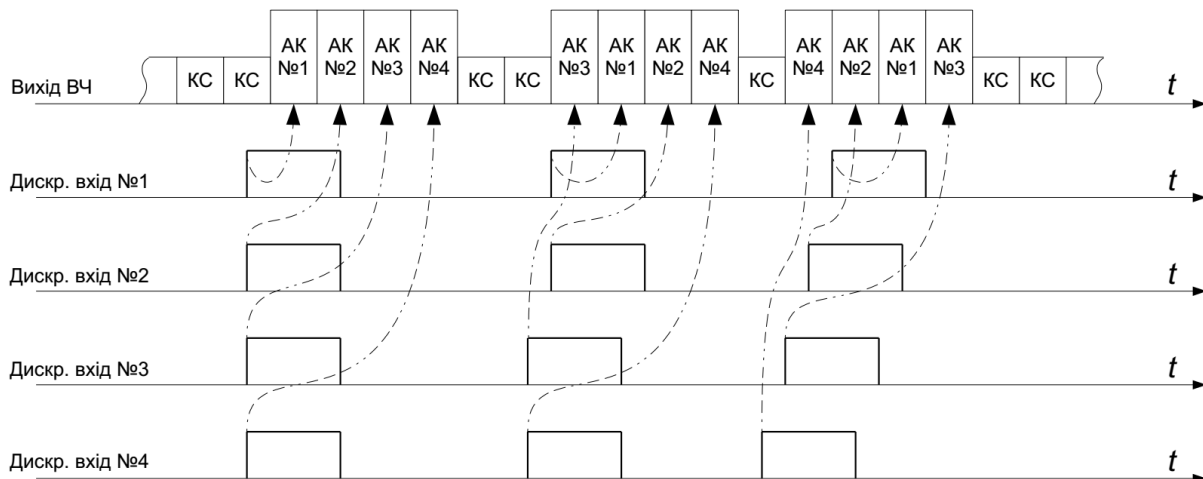 АК №1 АК №2 АК №3 АК №4 АК №3 АК №1 АК №2 АК №4 АК №4 АК №2 АК №1 АК №3
КС КС КС КС КС КС КС
Вихід ВЧ t
Дискр. вхід №1 t
Дискр. вхід №2 t
Дискр. вхід №3 t
Дискр. вхід №4 t